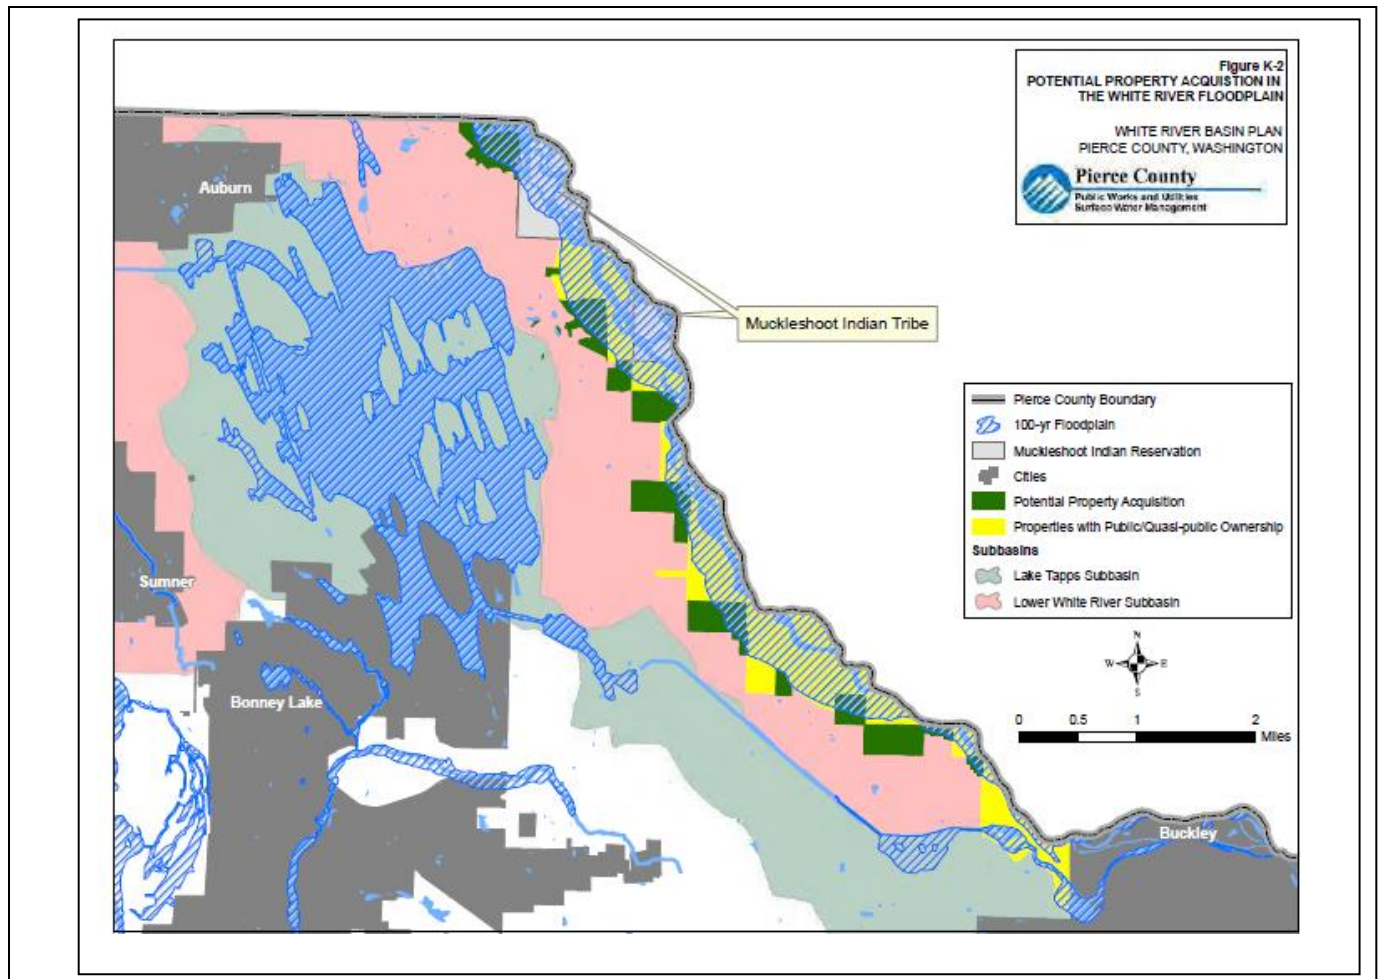 Figure K-2
POTENTIAL PROPERTY ACQUISTION IN
THE WHITE RIVER FLOODPLAIN
WHITE RIVER BASIN PLAN
PIERCE COUNTY, WASHINGTON
Pierce County
Public Works and Utilities
Surface Water Management
Auburn
Muckleshoot Indian Tribe
Pierce County Boundary
100-yr Floodplain
Muckleshoot Indian Reservation
Cities
Potential Property Acquisition
Properties with Public/Quasi-public Ownership
Subbasins
Lake Tapps Subbasin
Lower White River Subbasin
Sumner
N
W E
S
Bonney Lake
0 0.5 1 2
Miles
Buckley